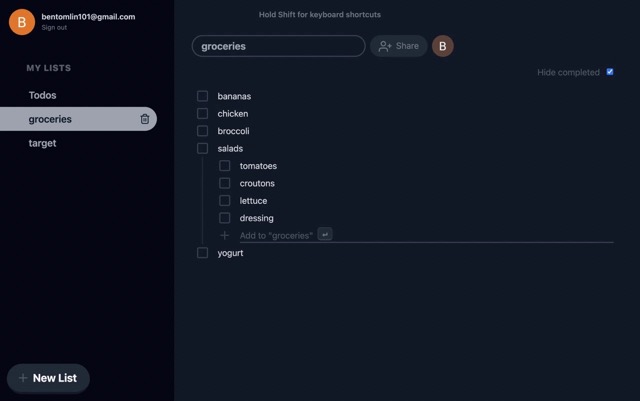 B
bentomlin101@gmail.com
Sign out
MY LISTS
Todos
groceries
target
+ New List
Hold Shift for keyboard shortcuts
groceries
Share
B
Hide completed
bananas
chicken
broccoli
salads
tomatoes
croutons
lettuce
dressing
+ Add to "groceries" ↵
yogurt